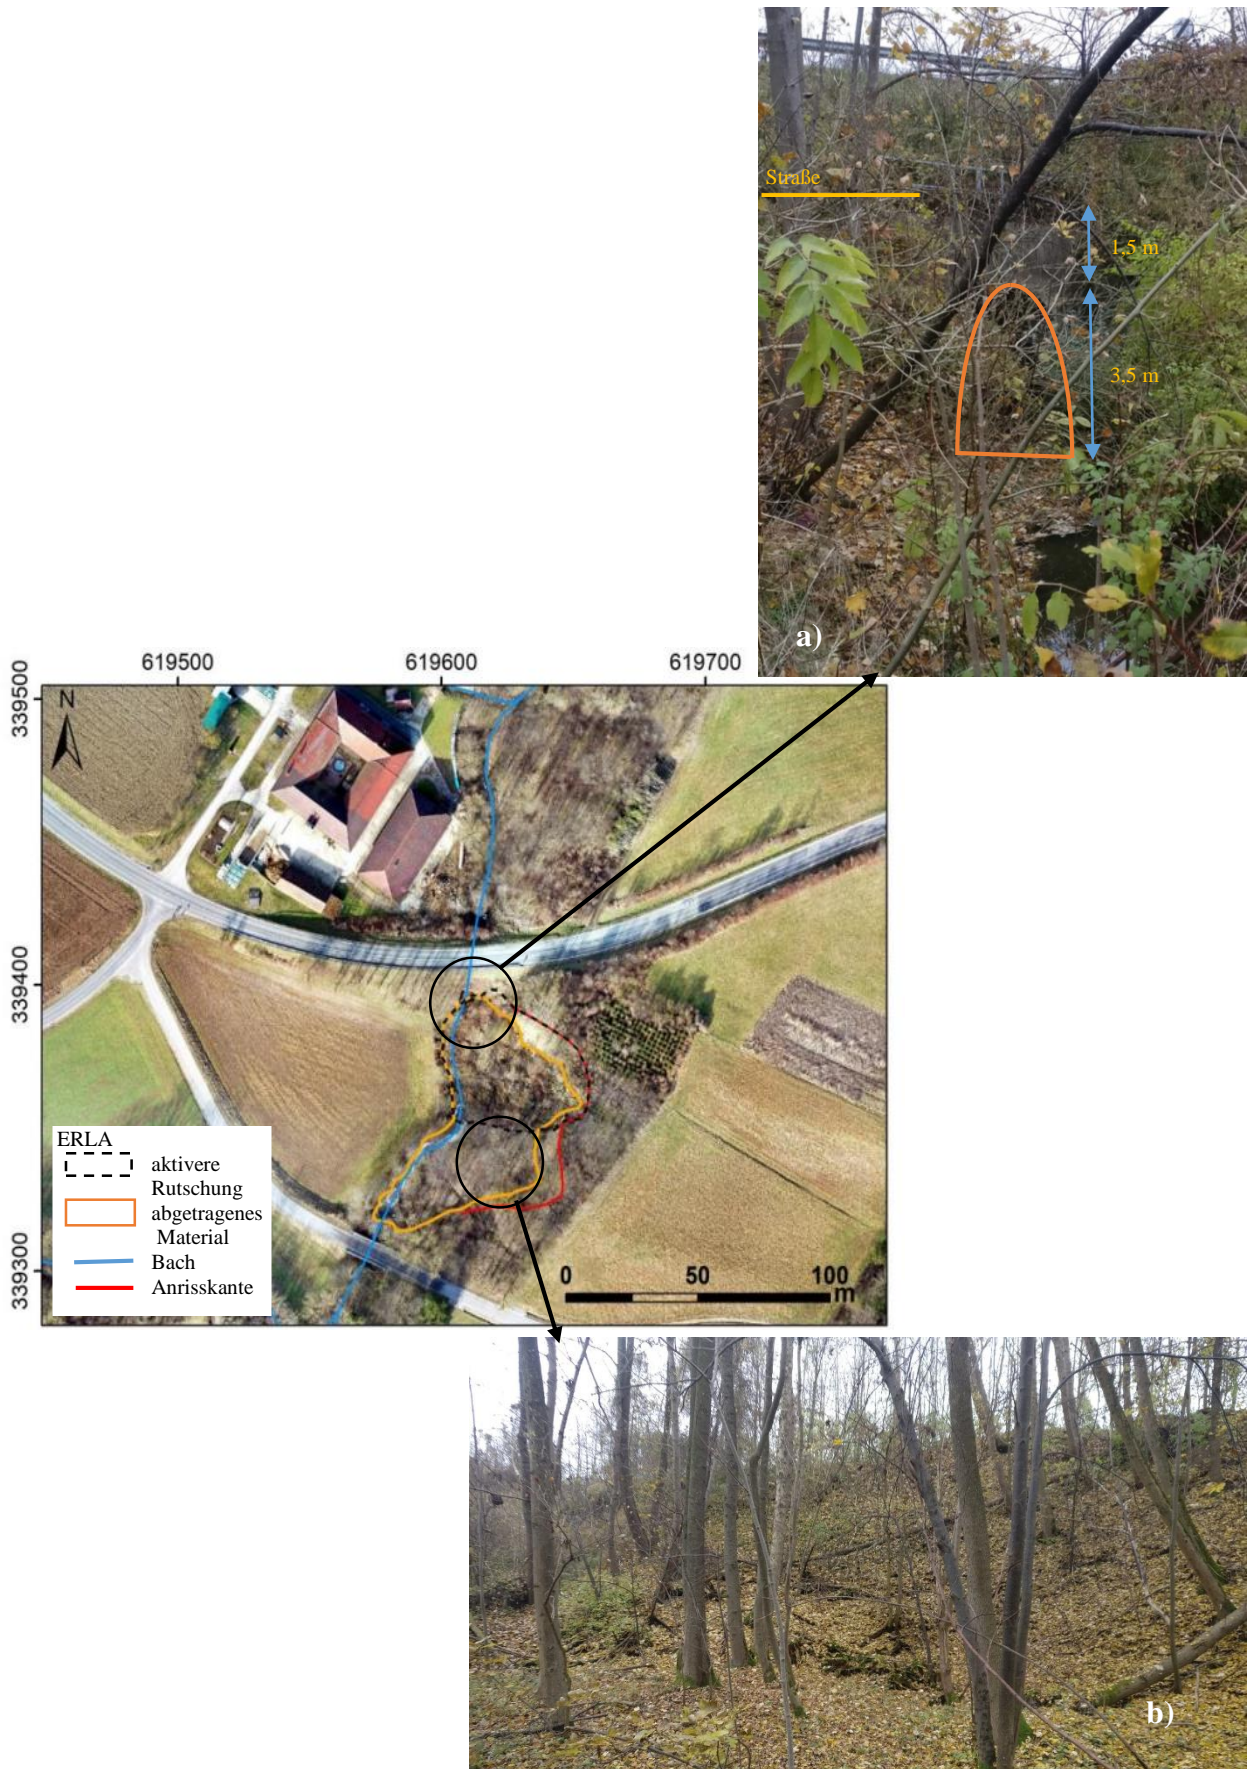 Straße
1,5 m
3,5 m
a)
619500 619600 619700
339500
N
339400
339300
ERLA
aktivere
Rutschung
abgetragenes
Material
Bach
Anrisskante
0 50 100
m
b)